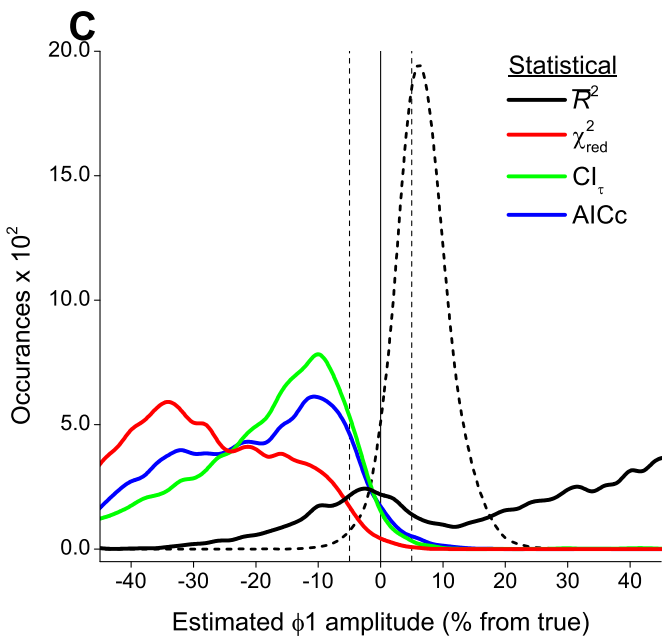 C
20.0
15.0
10.0
5.0
0.0
Occurances x 10²
Statistical
R̅²
χ²red
CIτ
AICc
-40 -30 -20 -10 0 10 20 30 40
Estimated ϕ1 amplitude (% from true)